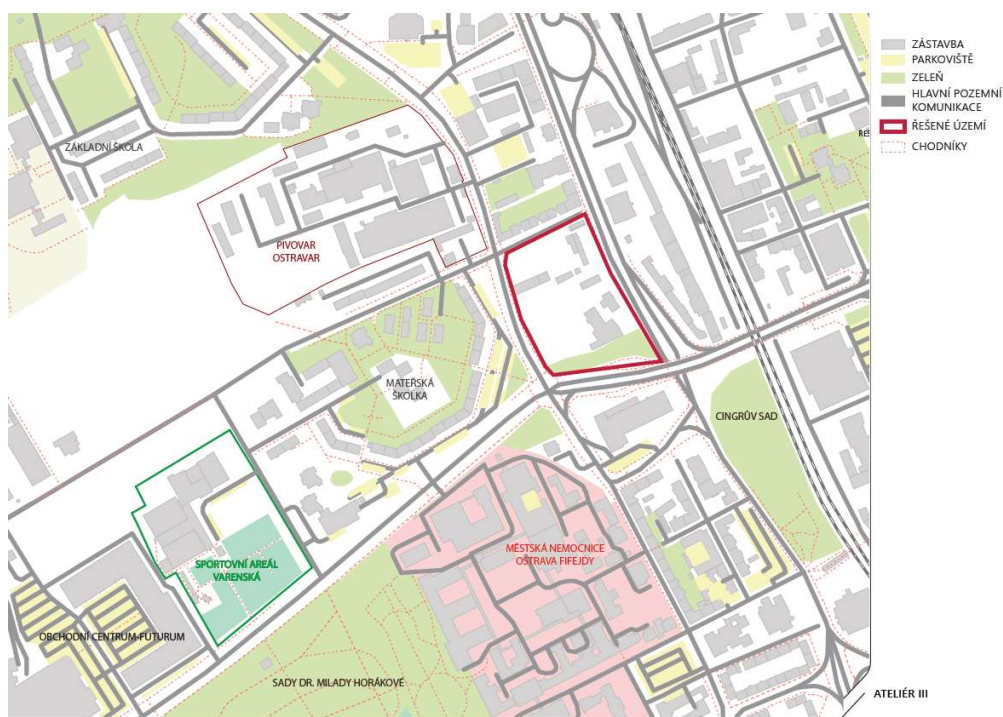 ZÁSTAVBA
PARKOVIŠTĚ
ZELEŇ
HLAVNÍ POZEMNÍ
KOMUNIKACE
ŘEŠENÉ ÚZEMÍ
CHODNÍKY
ZÁKLADNÍ ŠKOLA
PIVOVAR
OSTRAVAR
MATEŘSKÁ
ŠKOLKA
CINGRŮV SAD
SPORTOVNÍ AREÁL
VARENSKÁ
MĚSTSKÁ NEMOCNICE
OSTRAVA FIFEJDY
OBCHODNÍ CENTRUM-FUTURUM
SADY DR. MILADY HORÁKOVÉ
ATELIÉR III